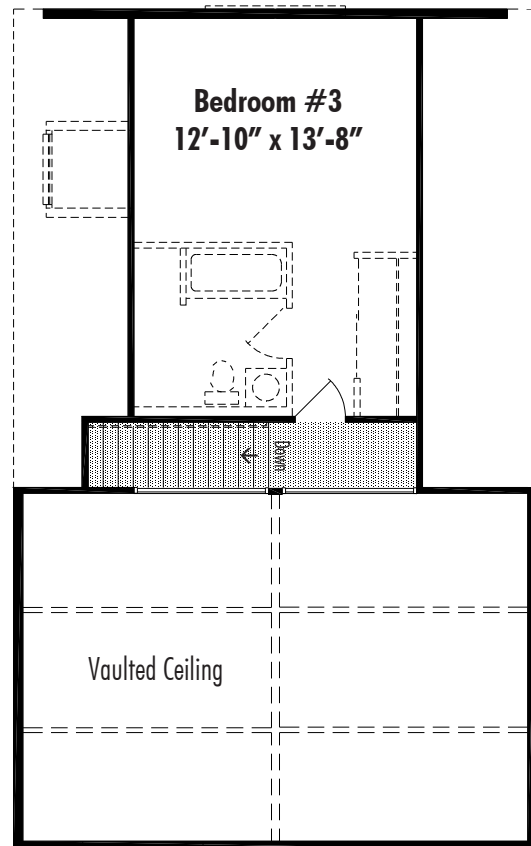 Bedroom #3
12’-10” x 13’-8”
Down
Vaulted Ceiling